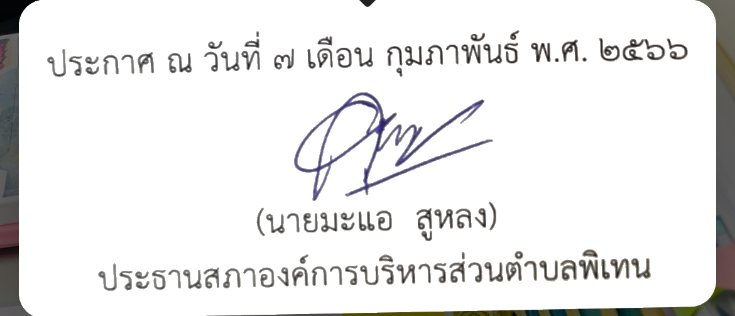 ประกาศ ณ วันที่ ๗ เดือน กุมภาพันธ์ พ.ศ. ๒๕๖๖
(นายมะแอ สูหลง)
ประธานสภาองค์การบริหารส่วนตำบลพิเทน